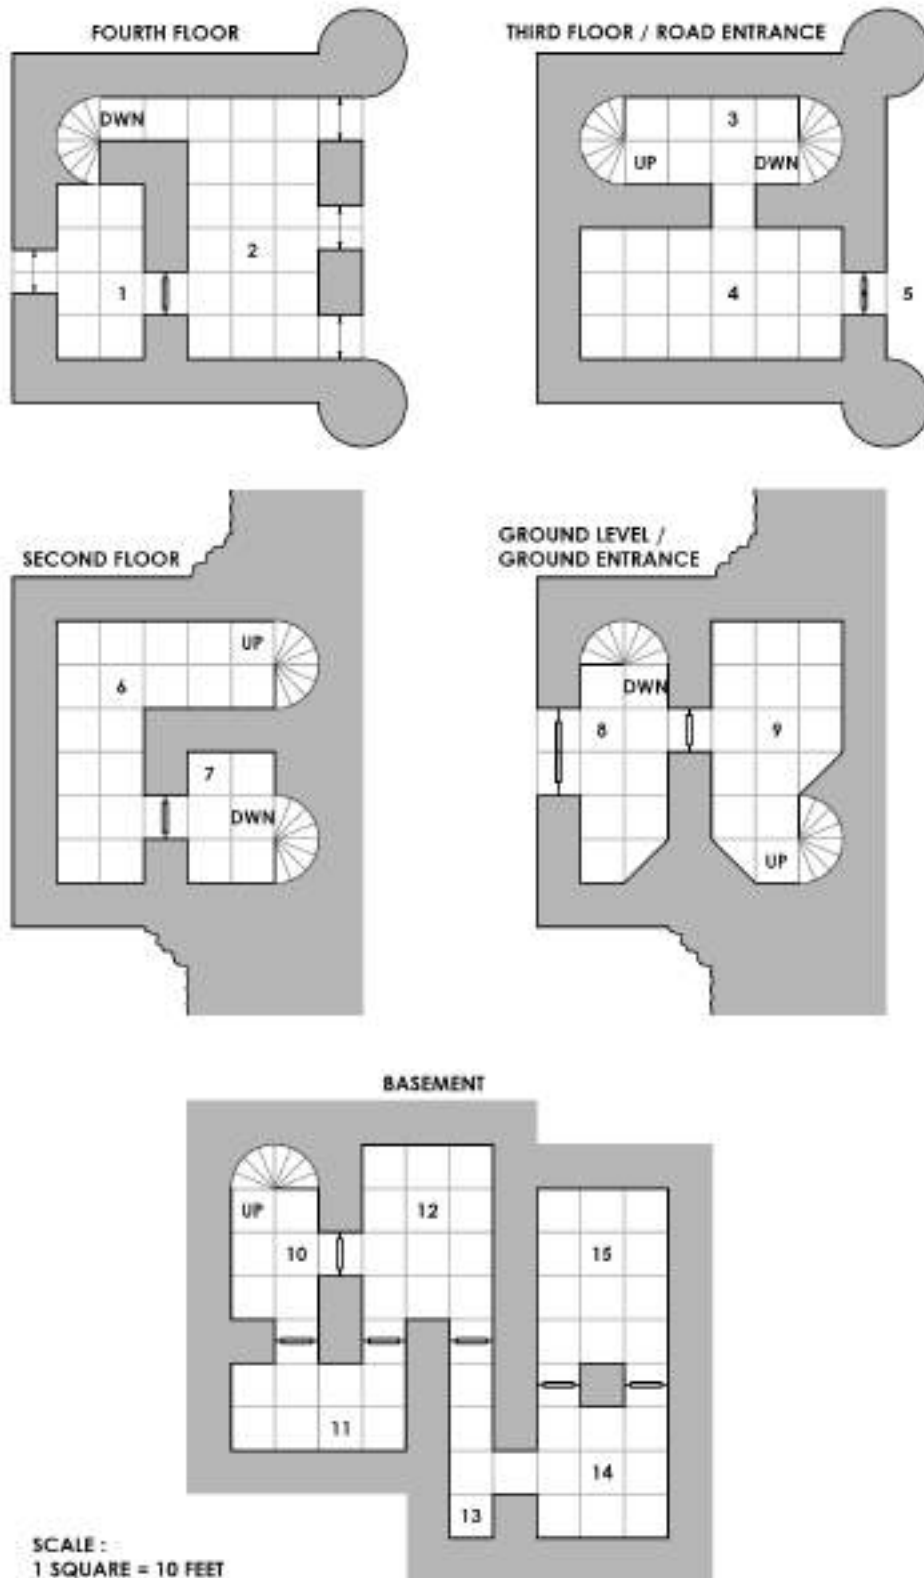 FOURTH FLOOR
DWN
1
2
THIRD FLOOR / ROAD ENTRANCE
3
UP
DWN
4
5
SECOND FLOOR
UP
6
7
DWN
GROUND LEVEL /
GROUND ENTRANCE
DWN
8
9
UP
BASEMENT
UP
10
12
15
11
14
13
SCALE :
1 SQUARE = 10 FEET